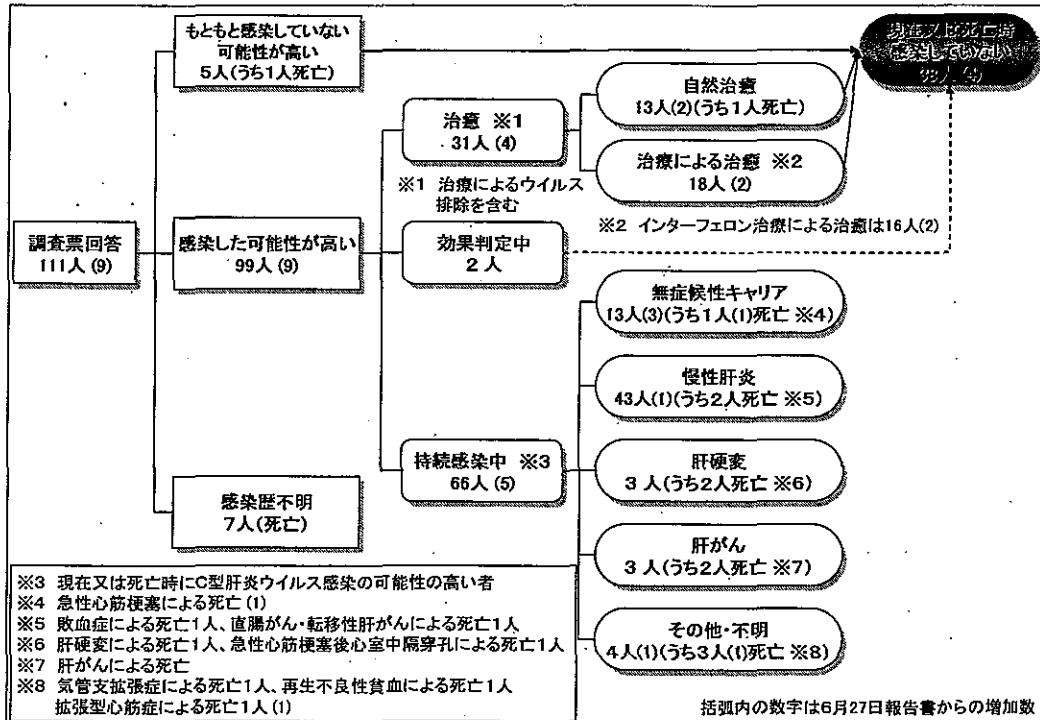 もともと感染していない
可能性が高い
5人(うち1人死亡)
現在又は死亡時
感染していない
治癒 ※1
31人(4)
自然治癒
13人(2)(うち1人死亡)
治療による治癒 ※2
18人(2)
※1 治療によるウイルス
排除を含む
※2 インターフェロン治療による治癒は16人(2)
調査票回答
111人(9)
感染した可能性が高い
99人(9)
効果判定中
2人
無症候性キャリア
13人(3)(うち1人(1)死亡 ※4)
慢性肝炎
43人(1)(うち2人死亡 ※5)
持続感染中 ※3
66人(5)
肝硬変
3人(うち2人死亡 ※6)
感染歴不明
7人(死亡)
肝がん
3人(うち2人死亡 ※7)
その他・不明
4人(1)(うち3人(1)死亡 ※8)
※3 現在又は死亡時にC型肝炎ウイルス感染の可能性の高い者
※4 急性心筋梗塞による死亡(1)
※5 敗血症による死亡1人、直腸がん・転移性肝がんによる死亡1人
※6 肝硬変による死亡1人、急性心筋梗塞後心室中隔穿孔による死亡1人
※7 肝がんによる死亡
※8 気管支拡張症による死亡1人、再生不良性貧血による死亡1人
拡張型心筋症による死亡1人(1)
括弧内の数字は6月27日報告書からの増加数